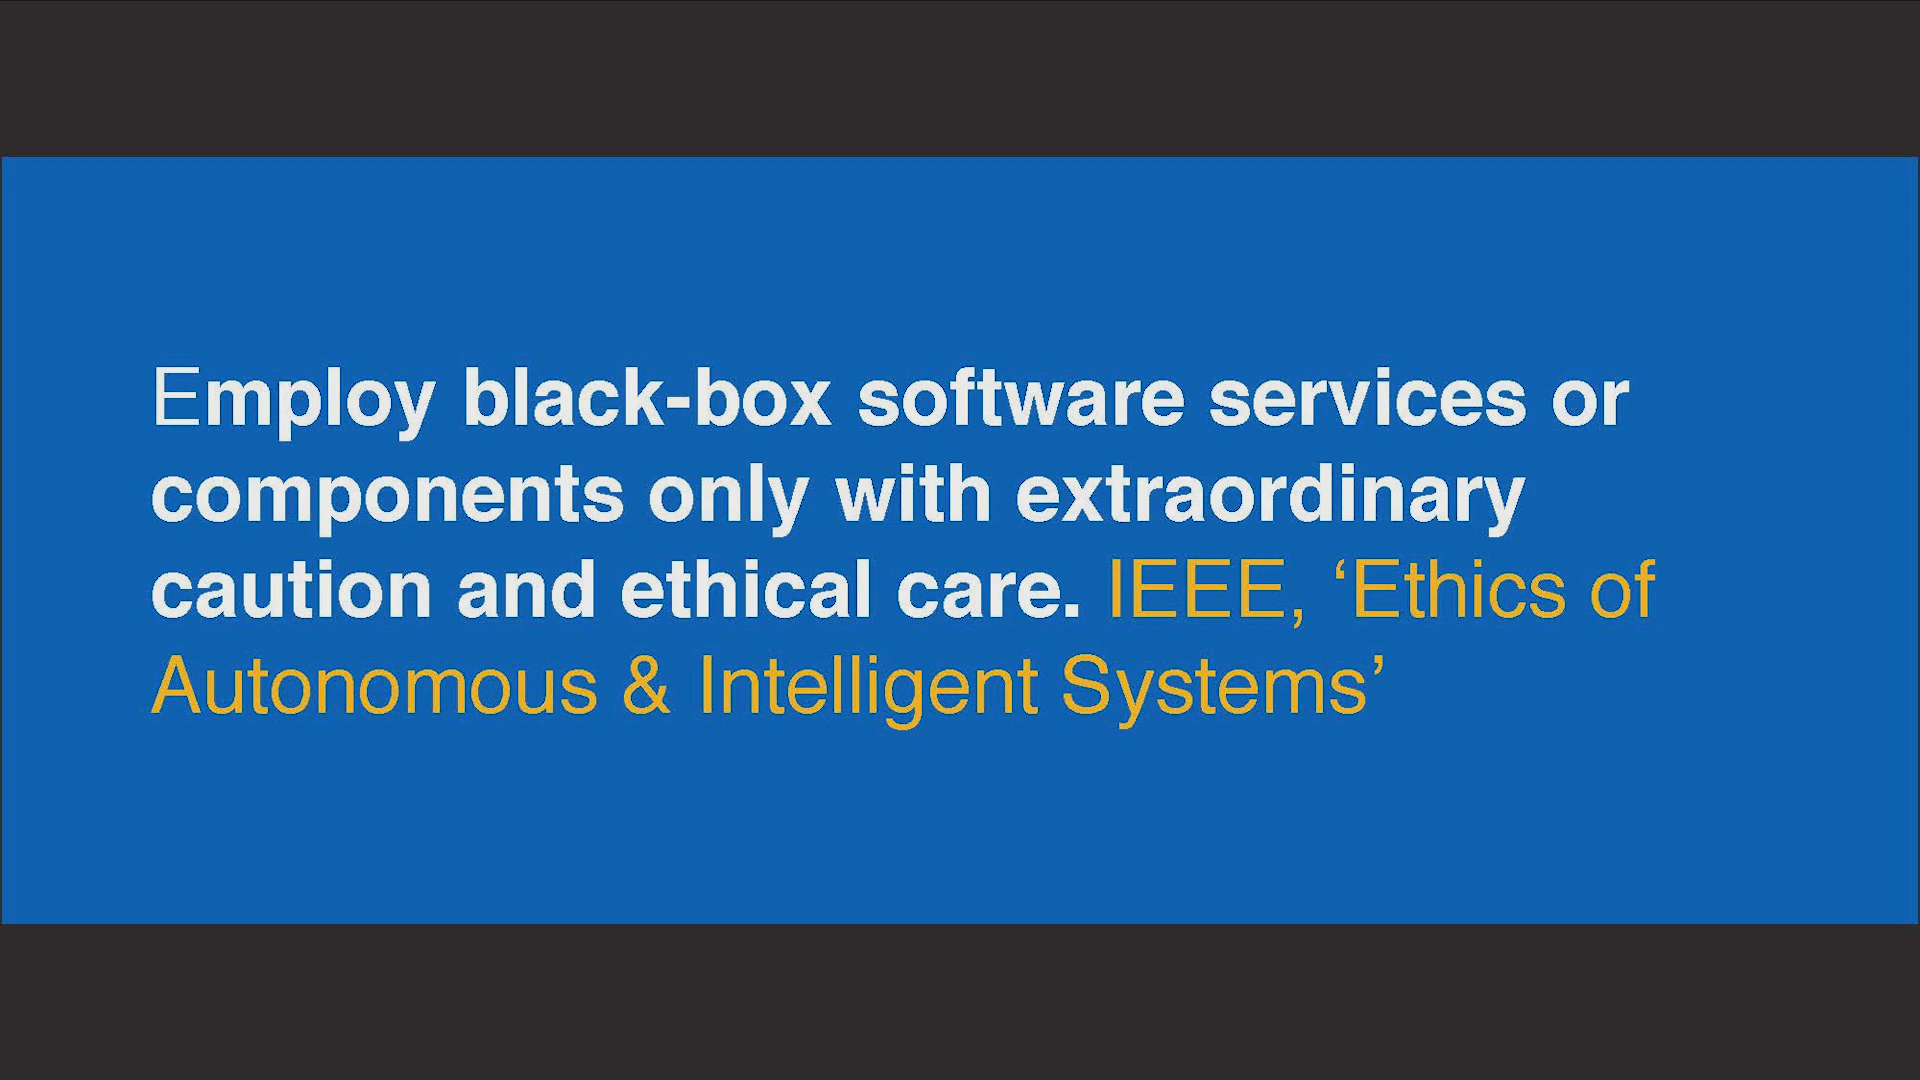 Employ black-box software services or
components only with extraordinary
caution and ethical care. IEEE, ‘Ethics of
Autonomous & Intelligent Systems’